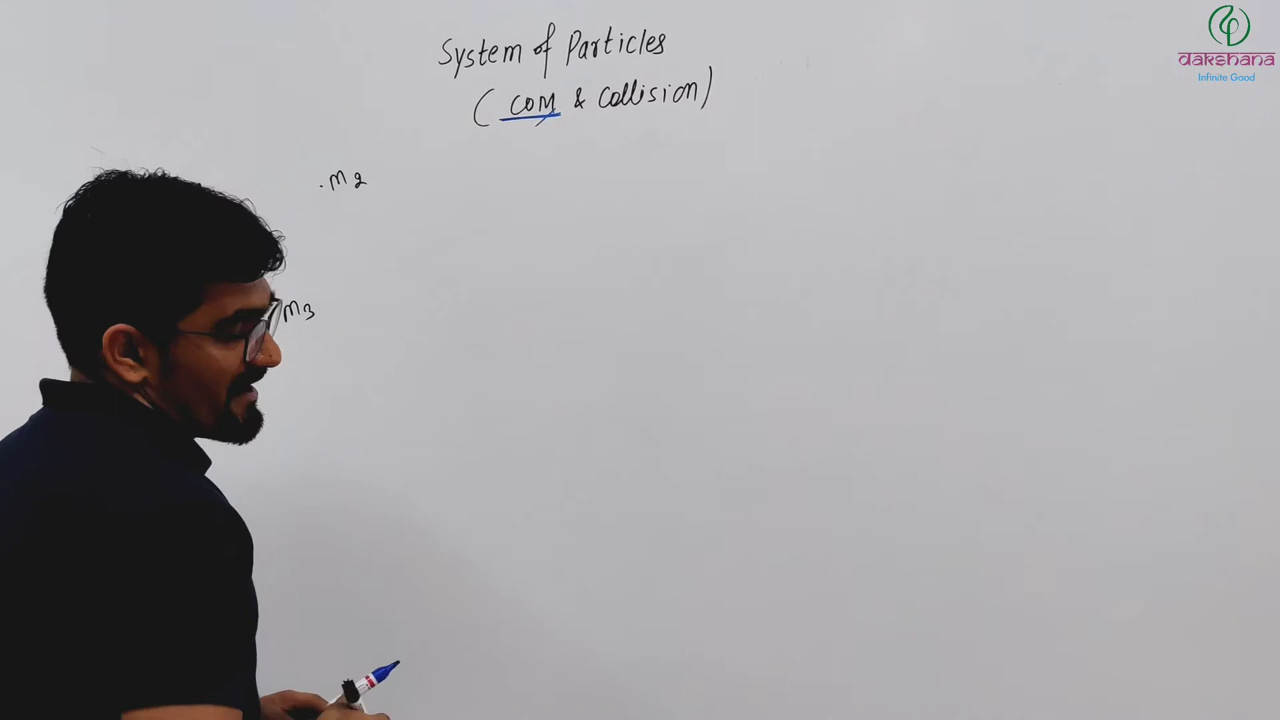 System of Particles
(COM & Collision)
dakshana
Infinite Good
.m2
m3